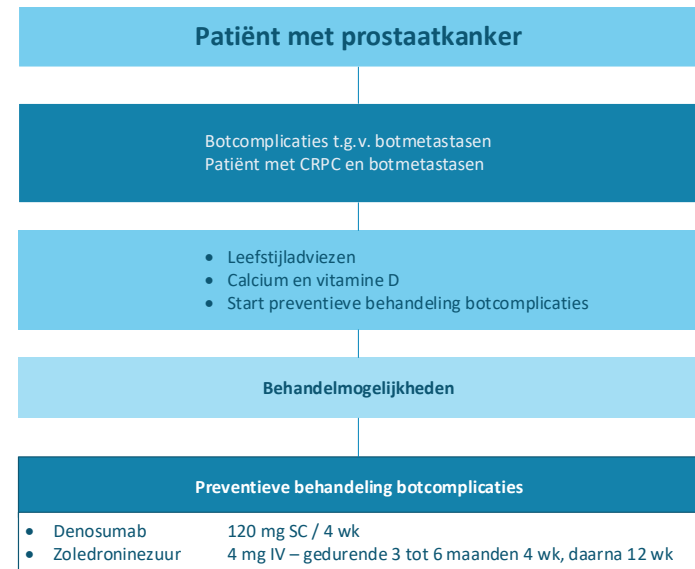 Patiënt met prostaatkanker
Botcomplicaties t.g.v. botmetastasen
Patiënt met CRPC en botmetastasen
• Leefstijladviezen
• Calcium en vitamine D
• Start preventieve behandeling botcomplicaties
Behandelmogelijkheden
Preventieve behandeling botcomplicaties
• Denosumab 120 mg SC / 4 wk
• Zoledroninezuur 4 mg IV – gedurende 3 tot 6 maanden 4 wk, daarna 12 wk